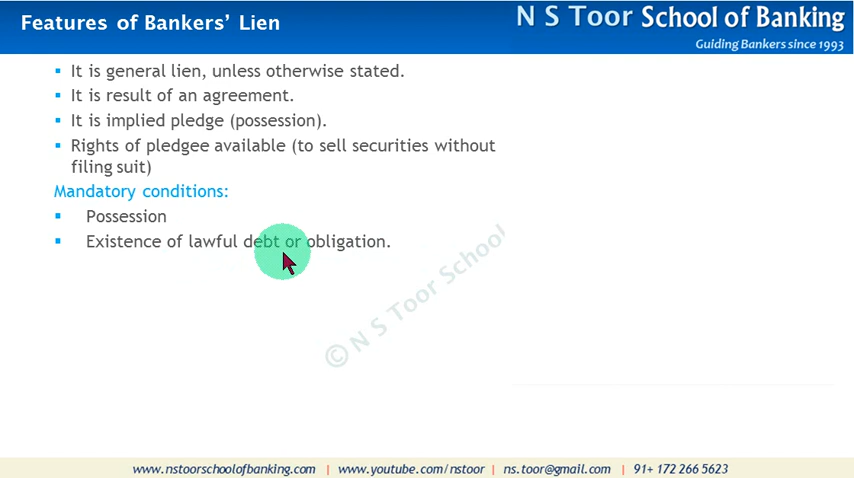 Features of Bankers' Lien
N S Toor School of Banking
Guiding Bankers since 1993
▪ It is general lien, unless otherwise stated.
▪ It is result of an agreement.
▪ It is implied pledge (possession).
▪ Rights of pledgee available (to sell securities without
filing suit)
Mandatory conditions:
▪ Possession
▪ Existence of lawful debt or obligation.
© N S Toor School
www.nstoorschoolofbanking.com | www.youtube.com/nstoor | ns.toor@gmail.com | 91+ 172 266 5623